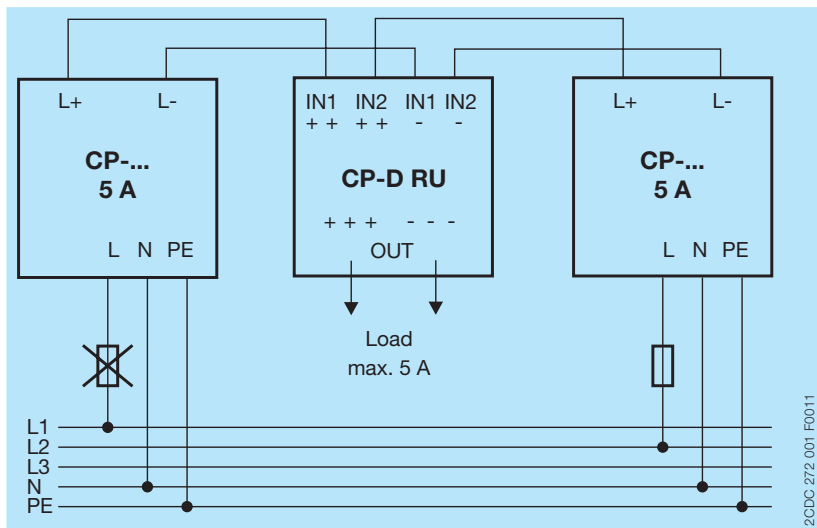 L+ L-
CP-...
5 A
L N PE
IN1 IN2 IN1 IN2
+ + + + - -
CP-D RU
+ + + - - -
OUT
Load
max. 5 A
L+ L-
CP-...
5 A
L N PE
L1
L2
L3
N
PE
2CDC 272 001 F0011